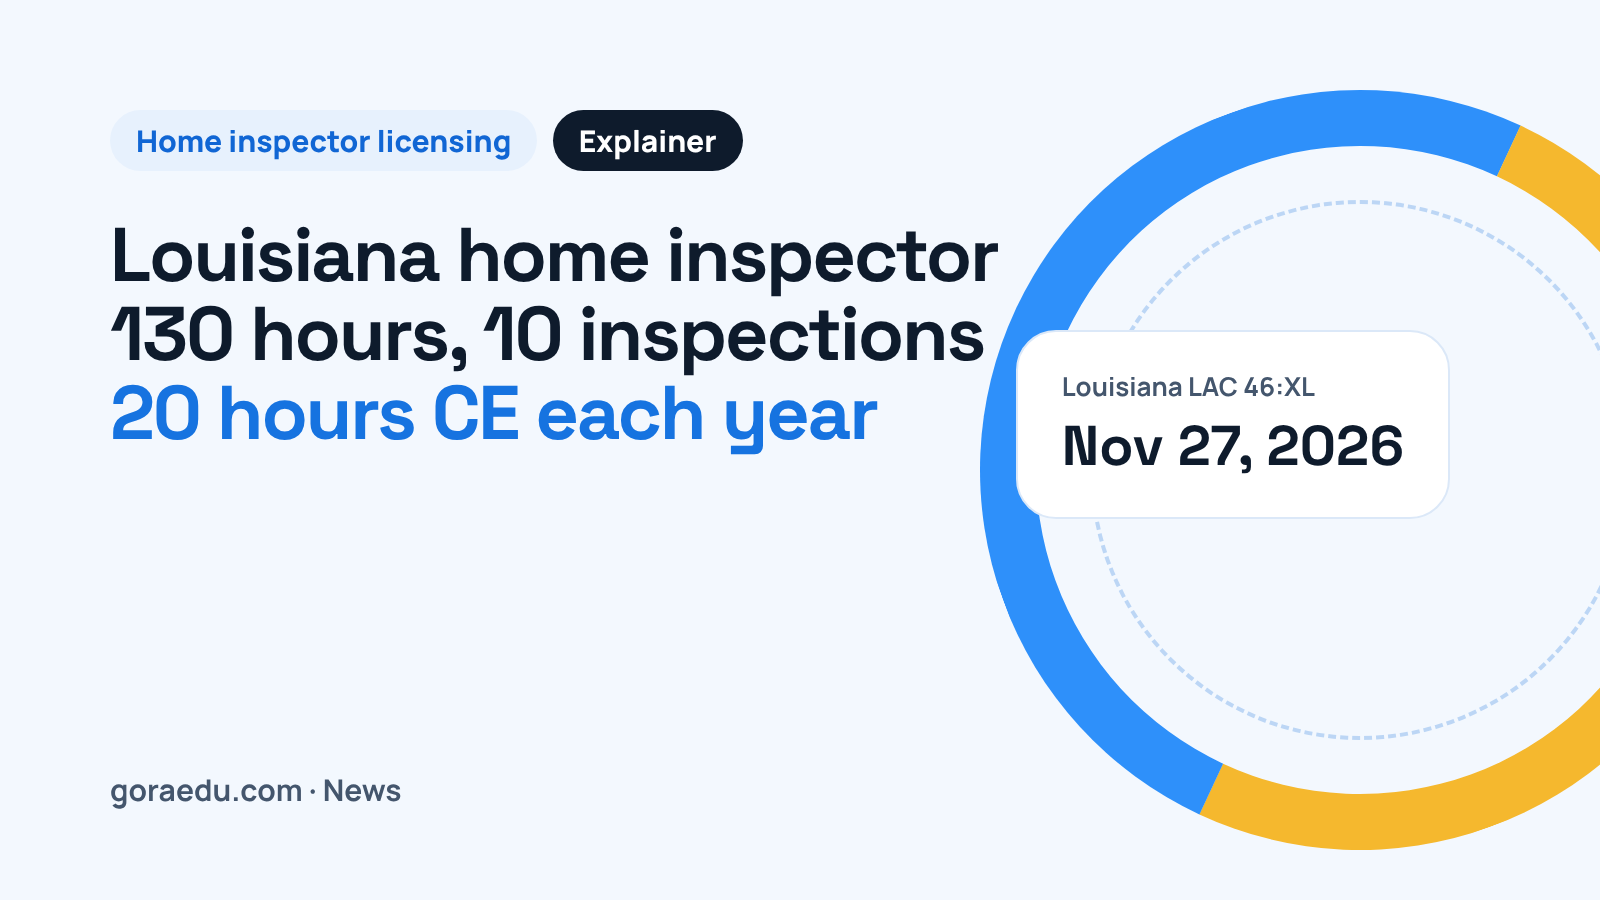 Home inspector licensing
Explainer
Louisiana home inspector
130 hours, 10 inspections
20 hours CE each year
Louisiana LAC 46:XL
Nov 27, 2026
goraedu.com · News